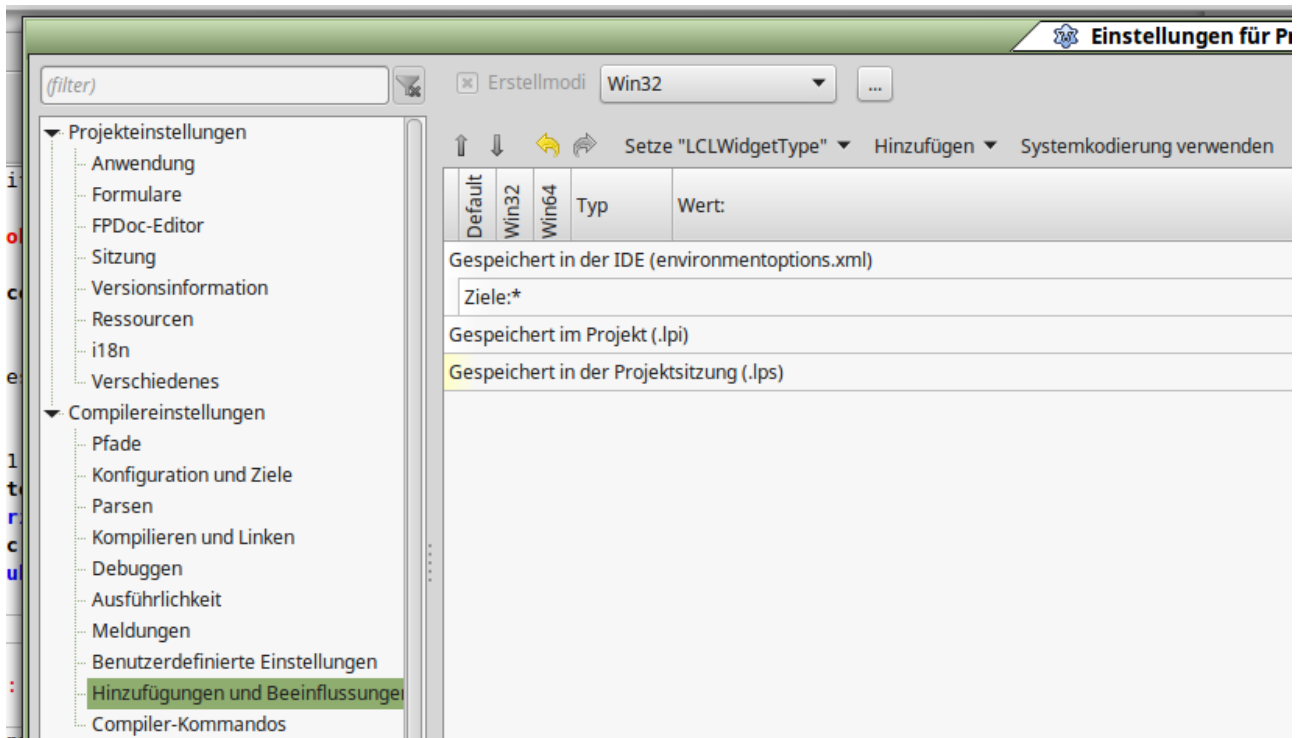 Einstellungen für Pr
(filter)
Erstellmodi Win32 ...
Projekteinstellungen
Anwendung
Formulare
FPDoc-Editor
Sitzung
Versionsinformation
Ressourcen
i18n
Verschiedenes
Compilereinstellungen
Pfade
Konfiguration und Ziele
Parsen
Kompilieren und Linken
Debuggen
Ausführlichkeit
Meldungen
Benutzerdefinierte Einstellungen
Hinzufügungen und Beeinflussungen
Compiler-Kommandos
Setze "LCLWidgetType" Hinzufügen Systemkodierung verwenden
Default Win32 Win64 Typ Wert:
Gespeichert in der IDE (environmentoptions.xml)
Ziele:*
Gespeichert im Projekt (.lpi)
Gespeichert in der Projektsitzung (.lps)